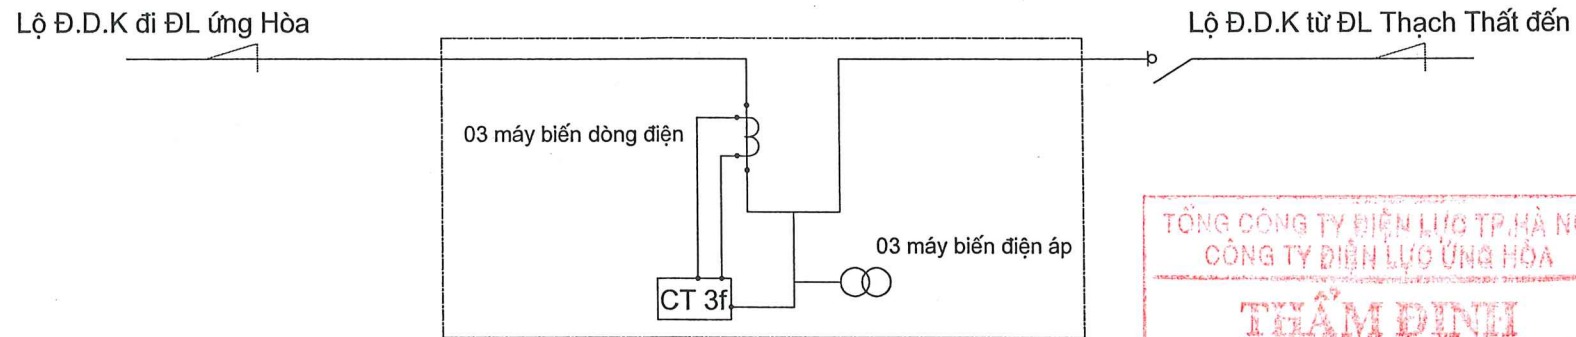 Lộ Đ.D.K đi ĐL ứng Hòa
Lộ Đ.D.K từ ĐL Thạch Thất đến
03 máy biến dòng điện
03 máy biến điện áp
CT 3f
TỔNG CÔNG TY ĐIỆN LỰC TP.HÀ
CÔNG TY ĐIỆN LỰC ỨNG HÒA
THẨM ĐỊNH